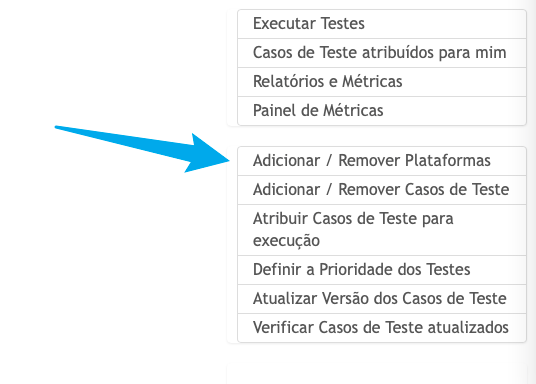 Executar Testes
Casos de Teste atribuídos para mim
Relatórios e Métricas
Painel de Métricas
Adicionar / Remover Plataformas
Adicionar / Remover Casos de Teste
Atribuir Casos de Teste para
execução
Definir a Prioridade dos Testes
Atualizar Versão dos Casos de Teste
Verificar Casos de Teste atualizados